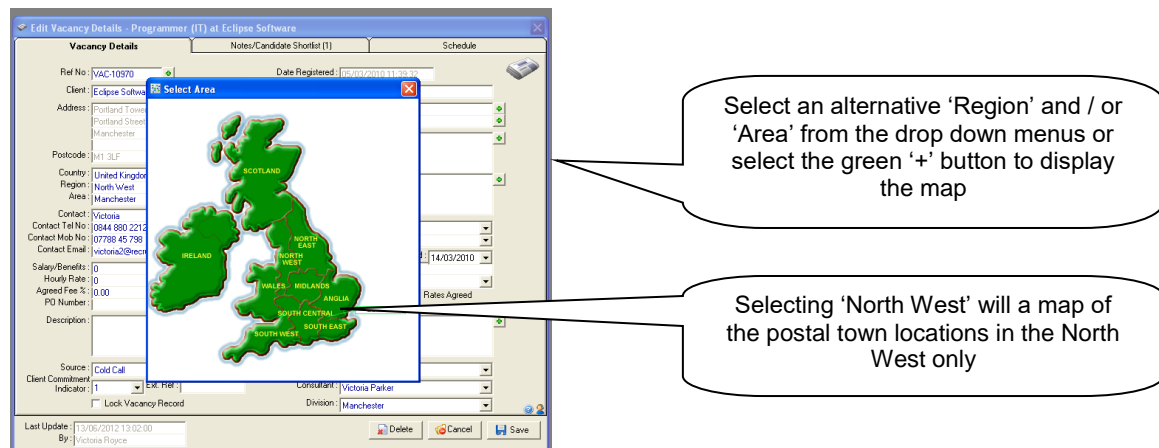 Edit Vacancy Details - Programmer (IT) at Eclipse Software
Vacancy Details
Notes/Candidate Shortlist (1)
Schedule
Ref No : VAC-10970
Date Registered : 05/03/2010 11:39:32
Client : Eclipse Softwa
Address : Portland Tower
Portland Street
Manchester
Postcode : M1 3LF
Country : United Kingdom
Region : North West
Area : Manchester
Contact : Victoria
Contact Tel No : 0844 880 2212
Contact Mob No : 07788 45 798
Contact Email : victoria2@recru
14/03/2010
Salary/Benefits : 0
Hourly Rate : 0
Agreed Fee % : 0.00
Rates Agreed
PO Number :
Description :
Source : Cold Call
Client Commitment
Indicator : 1
Ext. Ref :
Consultant : Victoria Parker
Lock Vacancy Record
Division : Manchester
Last Update : 13/06/2012 13:02:00
By : Victoria Royce
Delete
Cancel
Save
Select Area
SCOTLAND
IRELAND
NORTH
EAST
NORTH
WEST
WALES
MIDLANDS
ANGLIA
SOUTH CENTRAL
SOUTH EAST
SOUTH WEST
Select an alternative ‘Region’ and / or
‘Area’ from the drop down menus or
select the green ‘+’ button to display
the map
Selecting ‘North West’ will a map of
the postal town locations in the North
West only